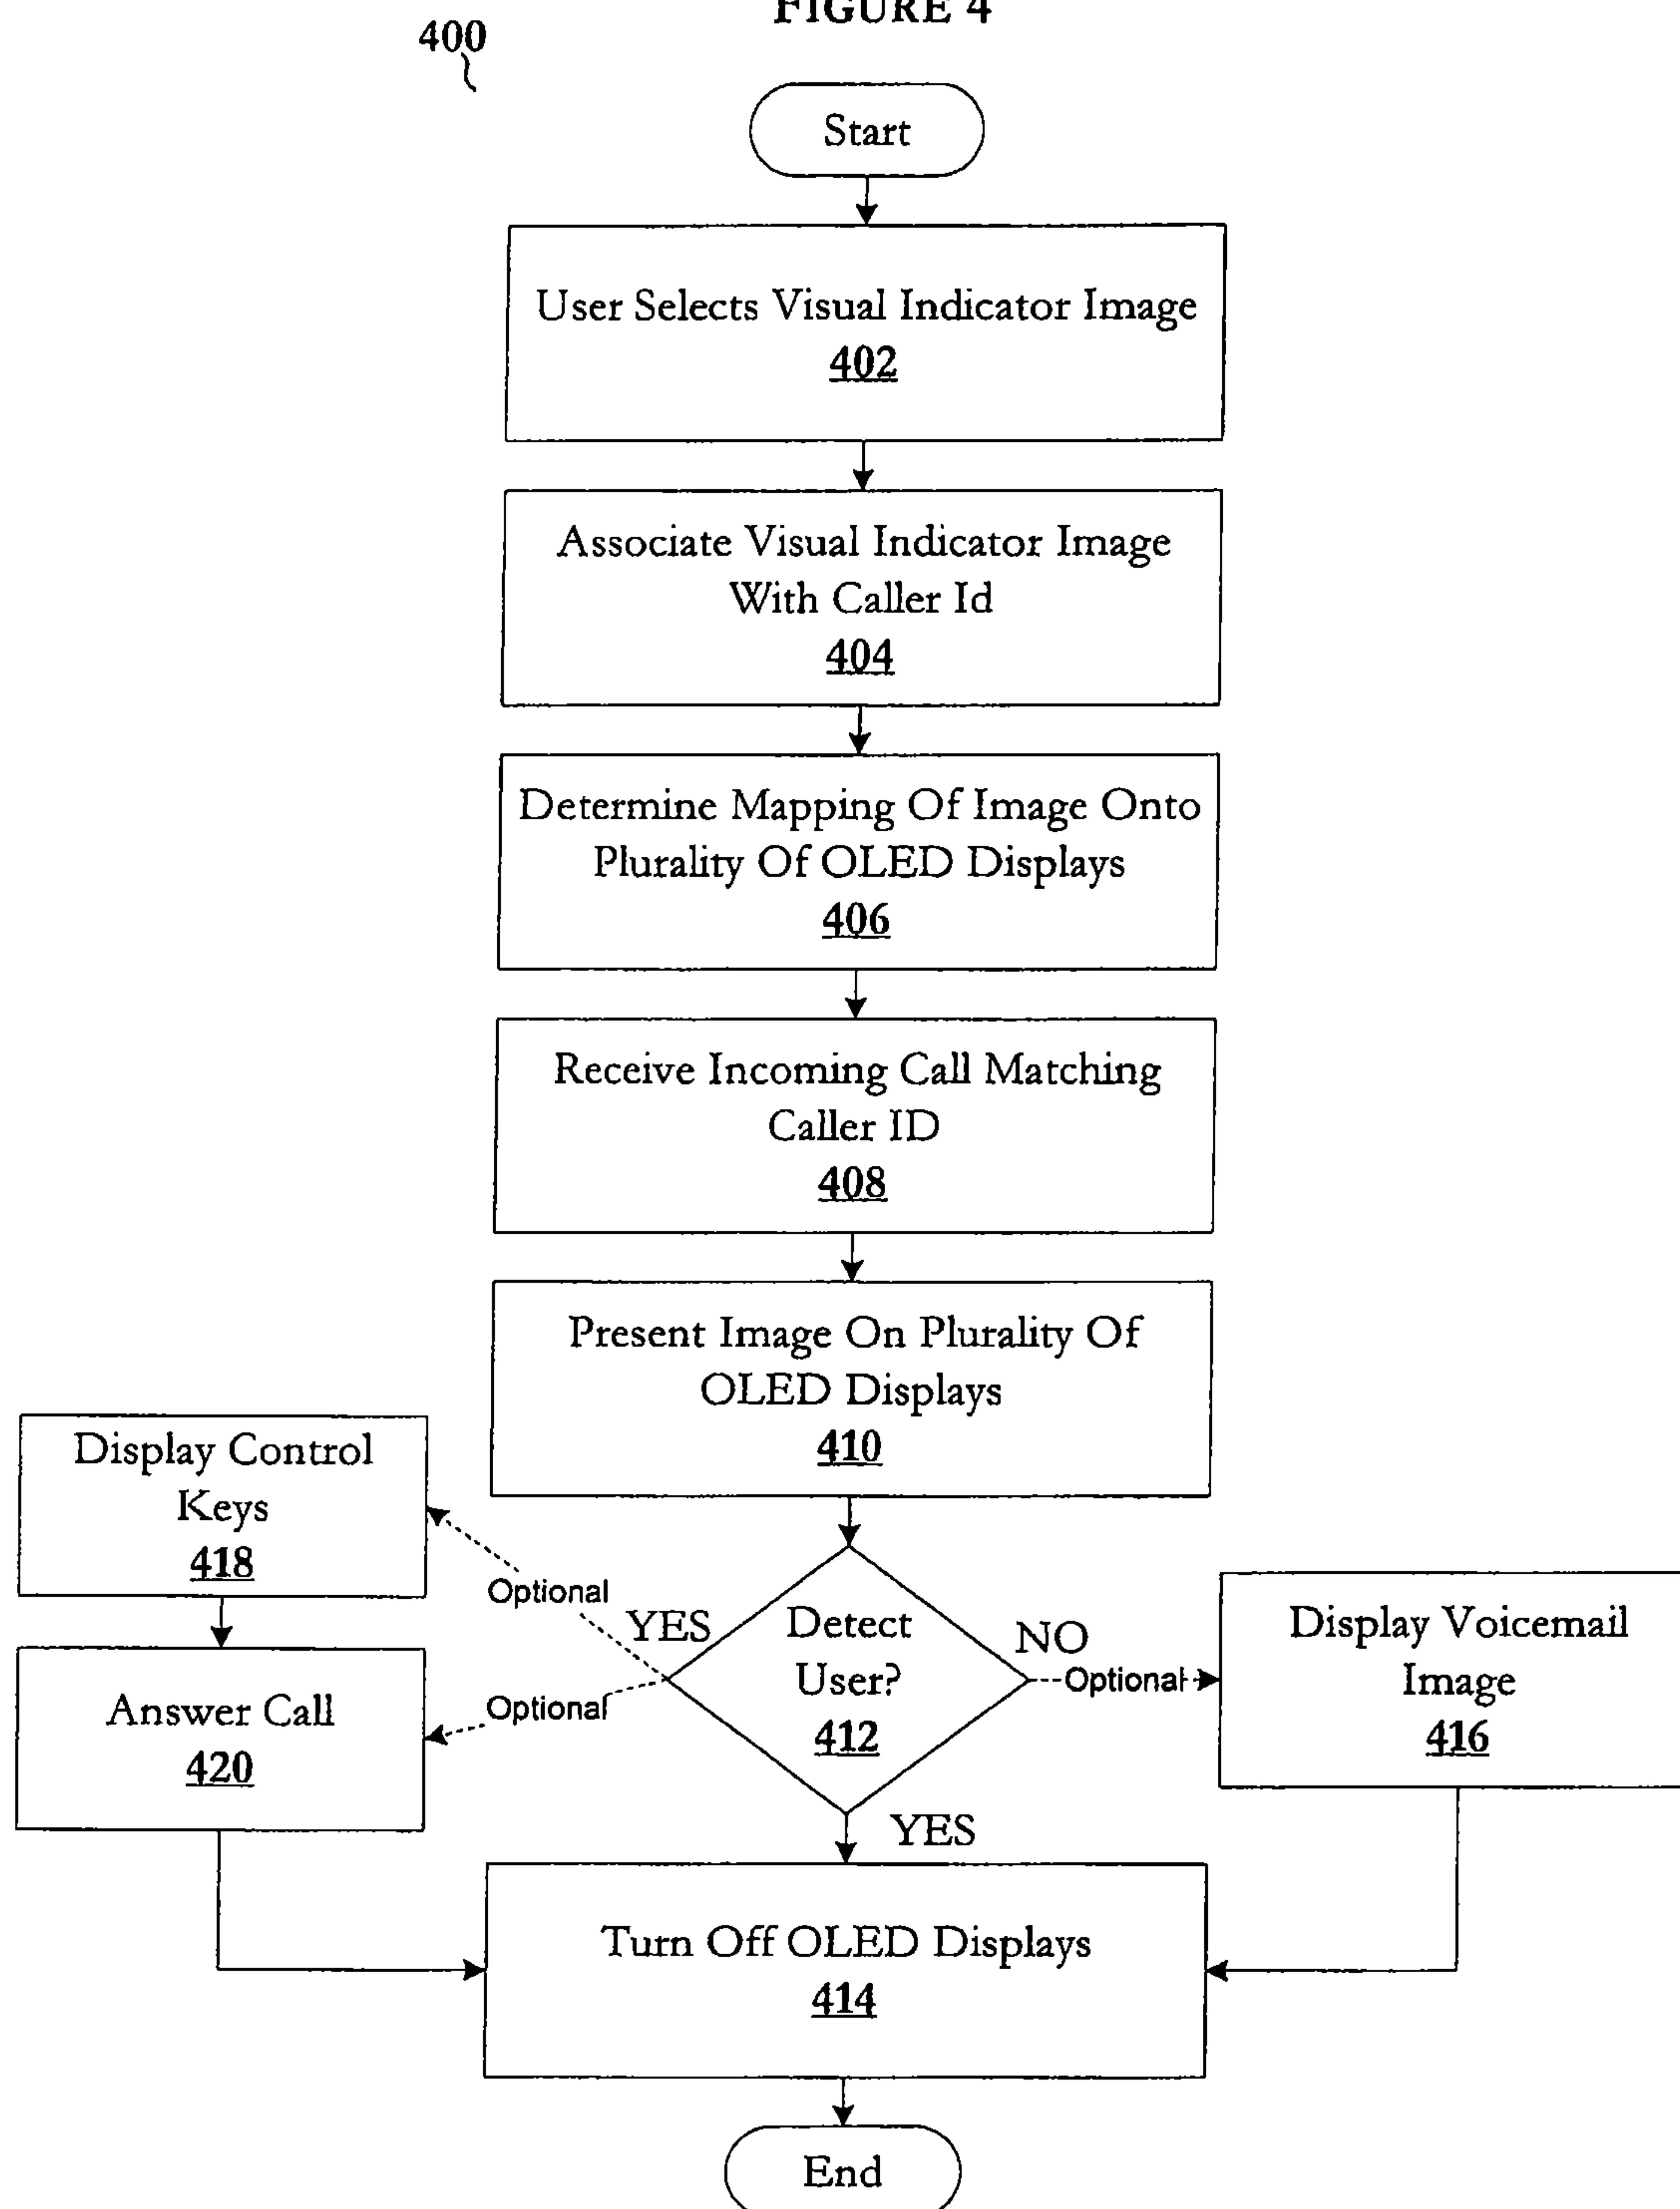 FIGURE 4
400
Start
User Selects Visual Indicator Image
402
Associate Visual Indicator Image
With Caller Id
404
Determine Mapping Of Image Onto
Plurality Of OLED Displays
406
Receive Incoming Call Matching
Caller ID
408
Present Image On Plurality Of
OLED Displays
410
Display Control
Keys
418
Optional
YES
Detect
User?
412
NO
Optional
Display Voicemail
Image
416
Answer Call
420
Optional
YES
Turn Off OLED Displays
414
End